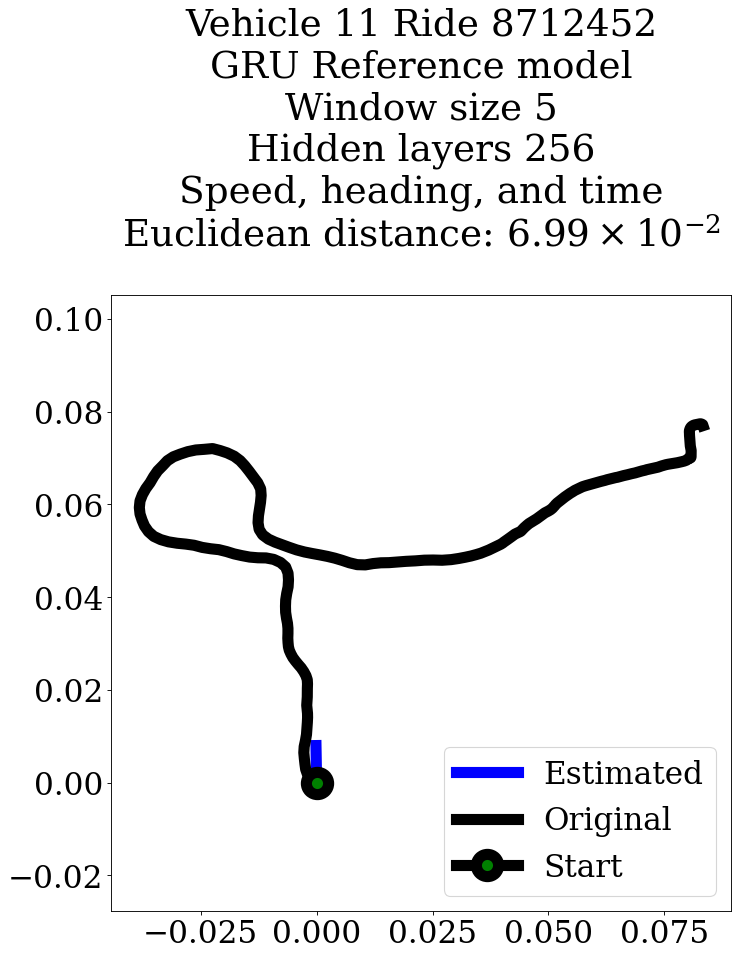 Vehicle 11 Ride 8712452
GRU Reference model
Window size 5
Hidden layers 256
Speed, heading, and time
Euclidean distance: 6.99 × 10⁻²
0.10
0.08
0.06
0.04
0.02
0.00
−0.02
Estimated
Original
Start
−0.025 0.000 0.025 0.050 0.075